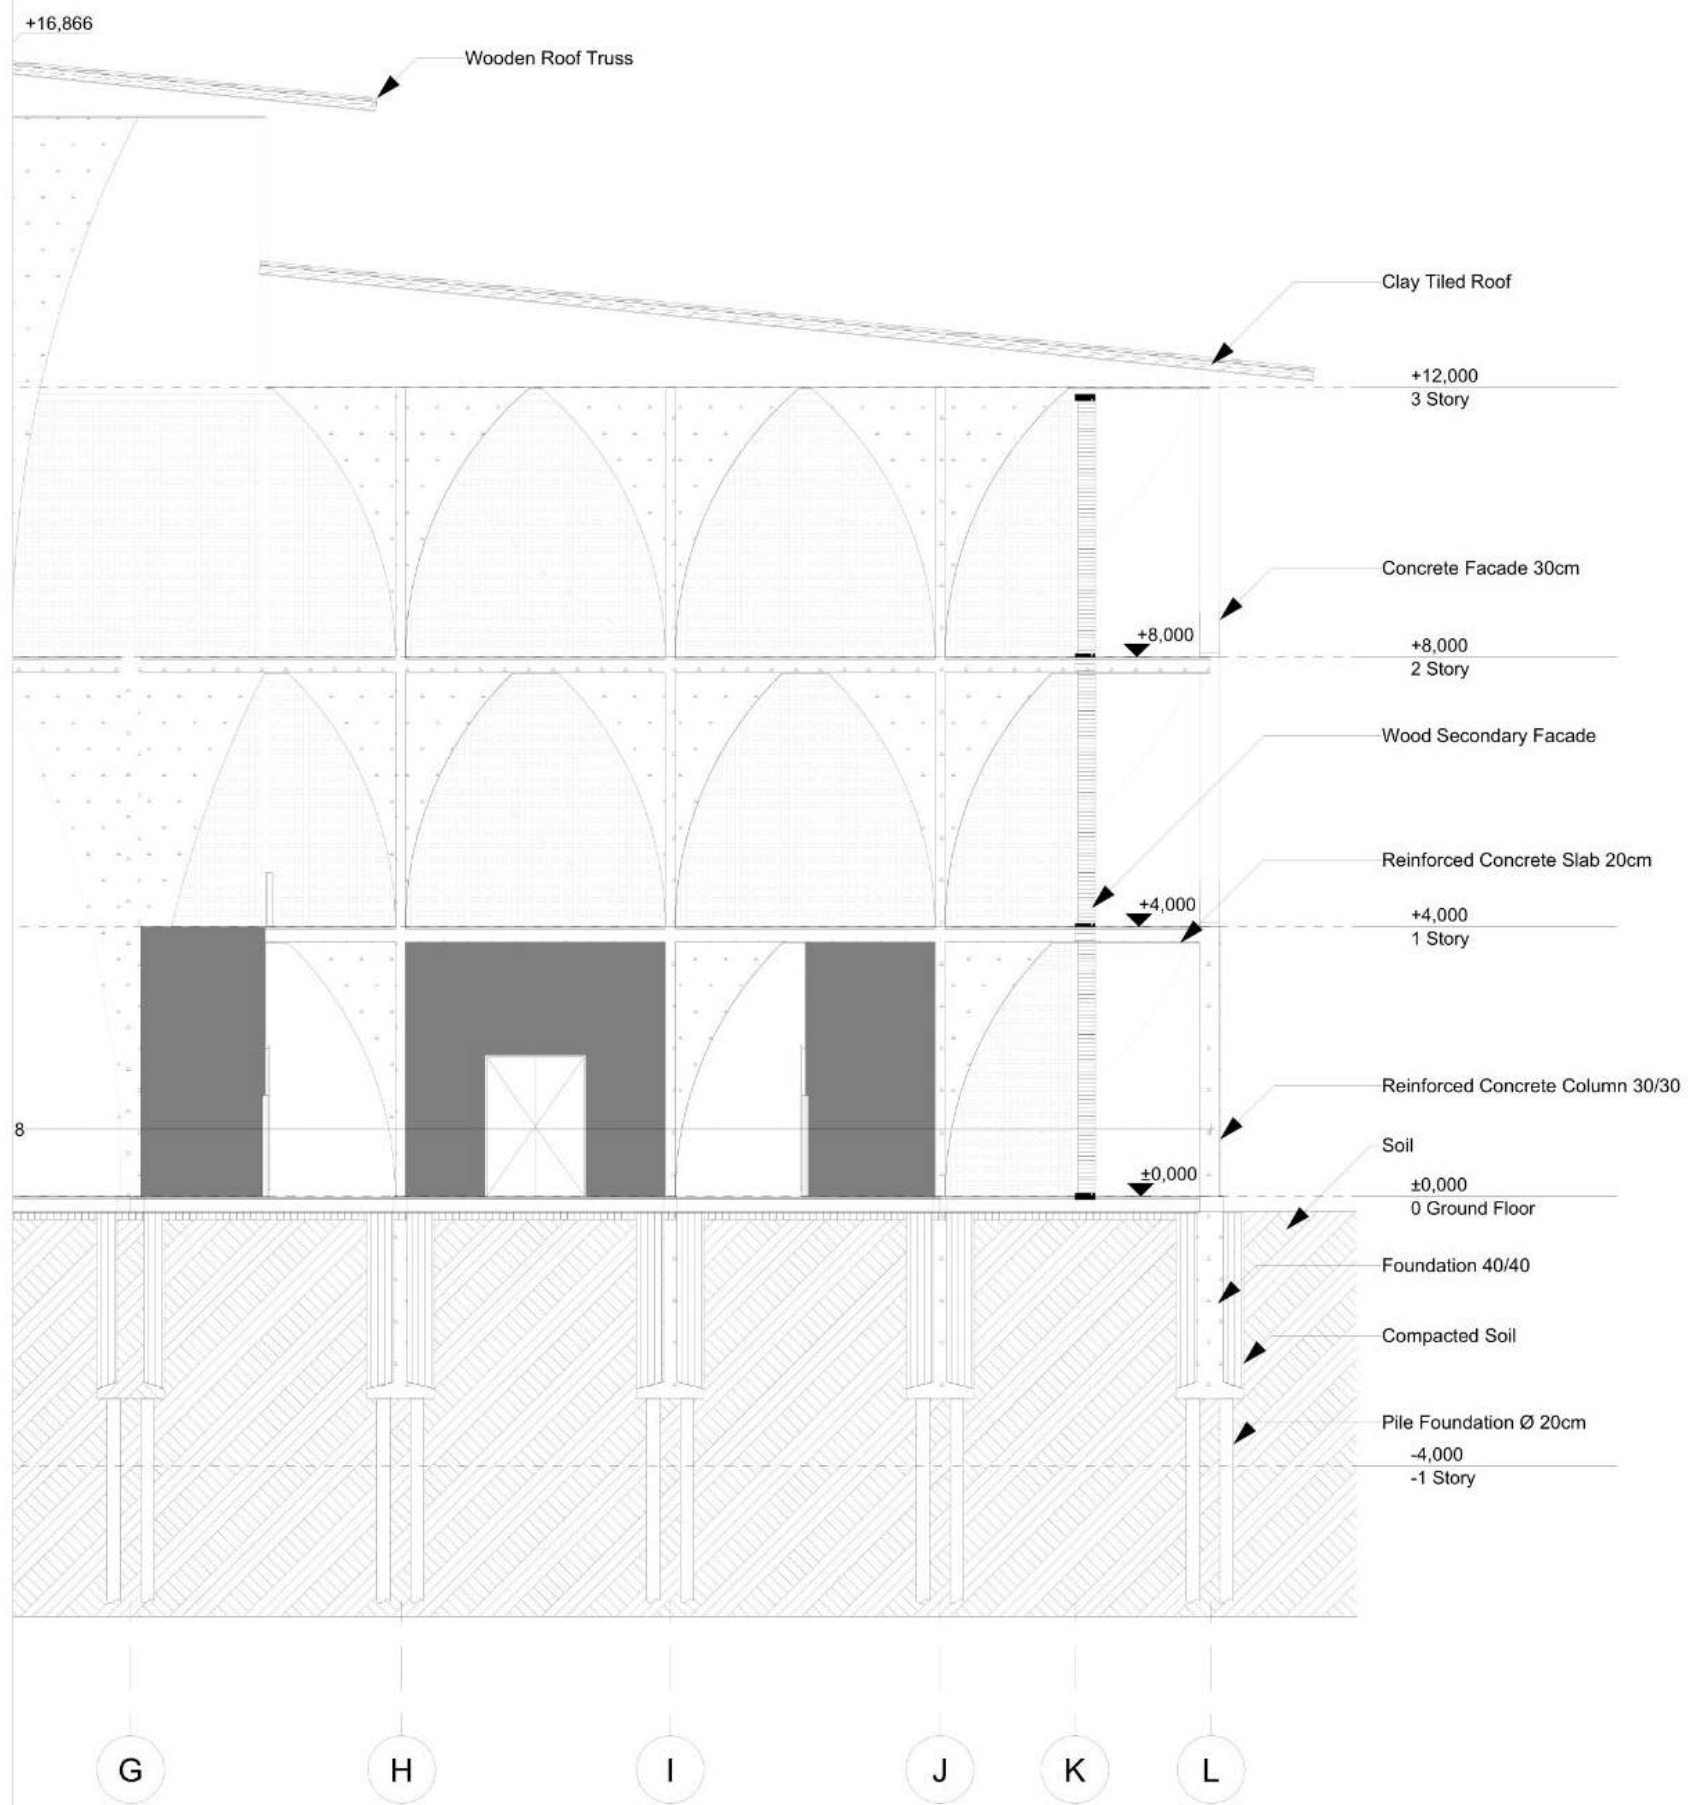 +16,866
Wooden Roof Truss
Clay Tiled Roof
+12,000
3 Story
Concrete Facade 30cm
+8,000
+8,000
2 Story
Wood Secondary Facade
Reinforced Concrete Slab 20cm
+4,000
+4,000
1 Story
Reinforced Concrete Column 30/30
8
Soil
±0,000
±0,000
0 Ground Floor
Foundation 40/40
Compacted Soil
Pile Foundation Ø 20cm
-4,000
-1 Story
G H I J K L